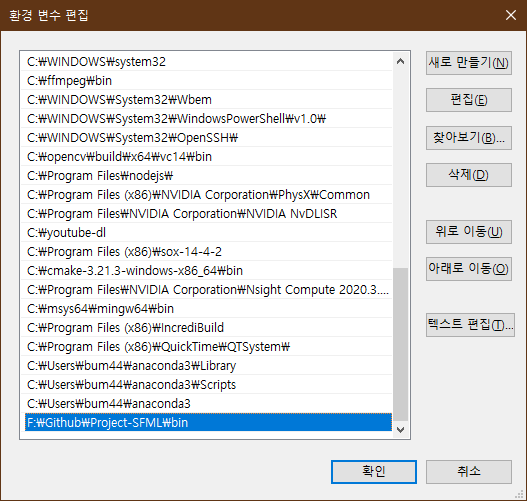 환경 변수 편집
C:₩WINDOWS₩system32
C:₩ffmpeg₩bin
C:₩WINDOWS₩System32₩Wbem
C:₩WINDOWS₩System32₩WindowsPowerShell₩v1.0₩
C:₩WINDOWS₩System32₩OpenSSH₩
C:₩opencv₩build₩x64₩vc14₩bin
C:₩Program Files₩nodejs₩
C:₩Program Files (x86)₩NVIDIA Corporation₩PhysX₩Common
C:₩Program Files₩NVIDIA Corporation₩NVIDIA NvDLISR
C:₩youtube-dl
C:₩Program Files (x86)₩sox-14-4-2
C:₩cmake-3.21.3-windows-x86_64₩bin
C:₩Program Files₩NVIDIA Corporation₩Nsight Compute 2020.3....
C:₩msys64₩mingw64₩bin
C:₩Program Files (x86)₩IncrediBuild
C:₩Program Files (x86)₩QuickTime₩QTSystem₩
C:₩Users₩bum44₩anaconda3₩Library
C:₩Users₩bum44₩anaconda3₩Scripts
C:₩Users₩bum44₩anaconda3
F:₩Github₩Project-SFML₩bin
새로 만들기(N)
편집(E)
찾아보기(B)...
삭제(D)
위로 이동(U)
아래로 이동(O)
텍스트 편집(T)...
확인
취소